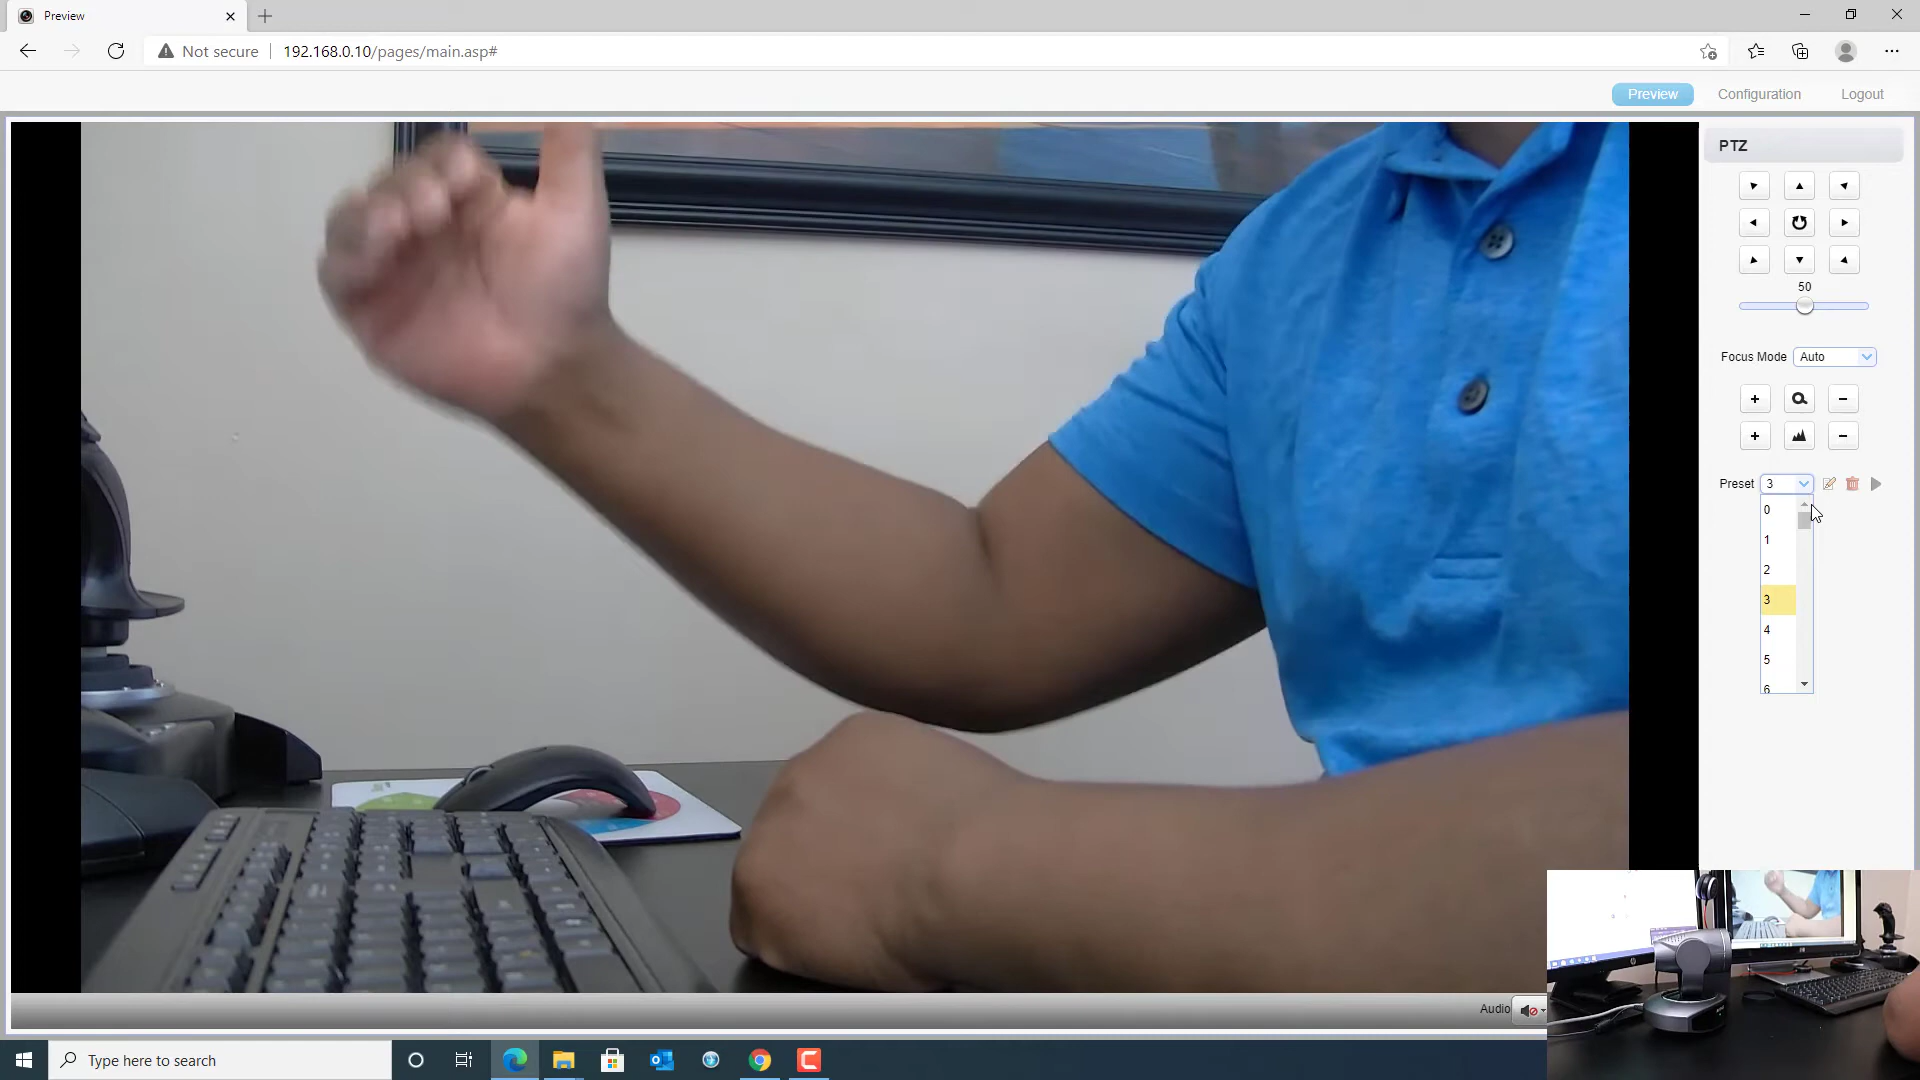 Preview
Not secure
192.168.0.10/pages/main.asp#
Preview Configuration Logout
PTZ
50
Focus Mode Auto
Preset 3
0
1
2
3
4
5
6
Audio
Type here to search